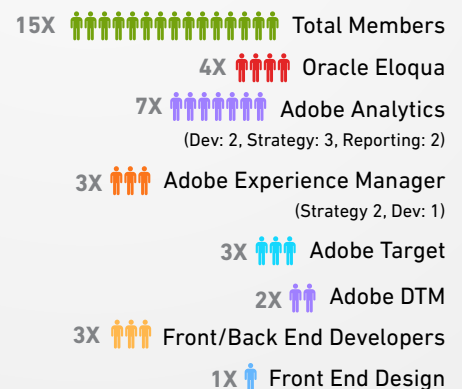 15X Total Members
4X Oracle Eloqua
7X Adobe Analytics
(Dev: 2, Strategy: 3, Reporting: 2)
3X Adobe Experience Manager
(Strategy 2, Dev: 1)
3X Adobe Target
2X Adobe DTM
3X Front/Back End Developers
1X Front End Design